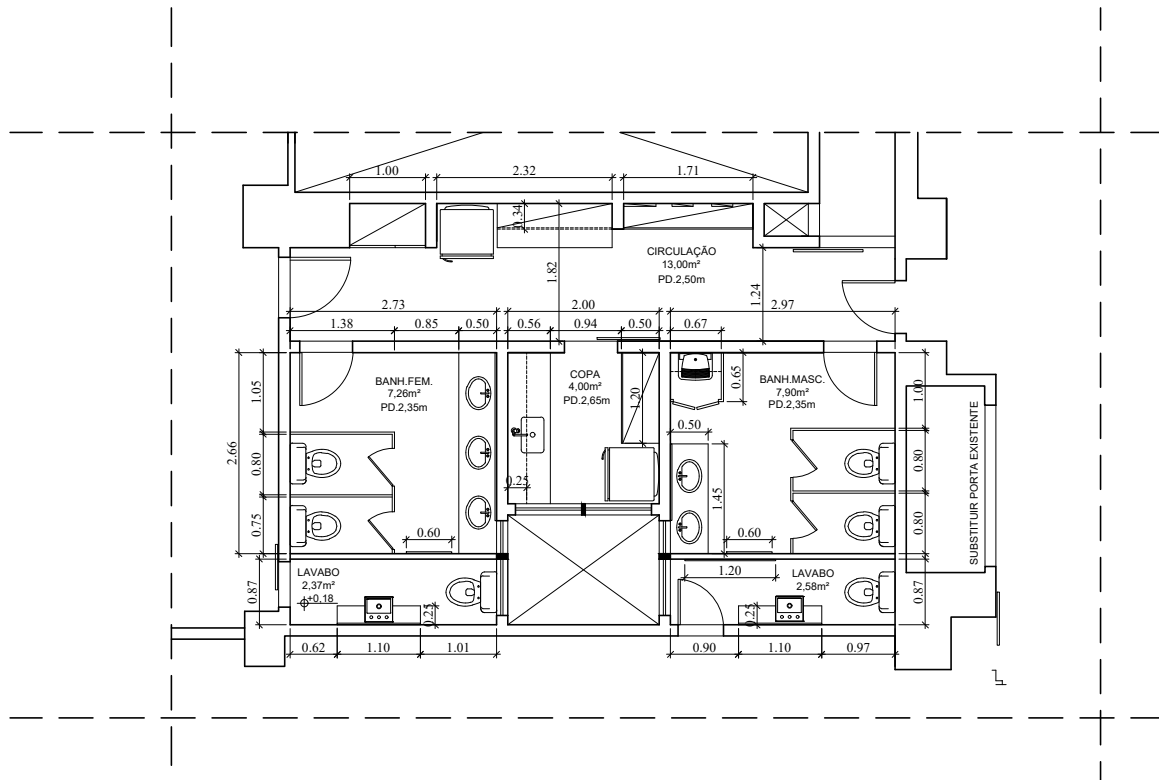 1.00
2.32
1.71
0.34
CIRCULAÇÃO
13,00m²
PD.2,50m
1.82
1.24
2.73
2.00
2.97
1.38
0.85
0.50
0.56
0.94
0.50
0.67
BANH.FEM.
7,26m²
PD.2,35m
COPA
4,00m²
PD.2,65m
BANH.MASC.
7,90m²
PD.2,35m
1.05
2.66
0.80
0.75
0.87
1.20
0.65
0.50
1.45
0.25
1.00
0.80
0.80
0.87
SUBSTITUIR PORTA EXISTENTE
0.60
0.60
1.20
LAVABO
2,37m²
+0,18
LAVABO
2,58m²
0.25
0.25
0.62
1.10
1.01
0.90
1.10
0.97